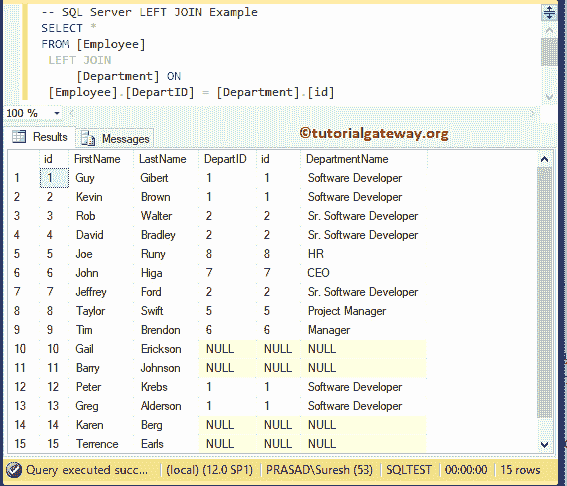 -- SQL Server LEFT JOIN Example
SELECT *
FROM [Employee]
LEFT JOIN
[Department] ON
[Employee].[DepartID] = [Department].[id]
100 %
Results Messages
©tutorialgateway.org
id FirstName LastName DepartID id DepartmentName
1 1 Guy Gibert 1 1 Software Developer
2 2 Kevin Brown 1 1 Software Developer
3 3 Rob Walter 2 2 Sr. Software Developer
4 4 David Bradley 2 2 Sr. Software Developer
5 5 Joe Runy 8 8 HR
6 6 John Higa 7 7 CEO
7 7 Jeffrey Ford 2 2 Sr. Software Developer
8 8 Taylor Swift 5 5 Project Manager
9 9 Tim Brendon 6 6 Manager
10 10 Gail Erickson NULL NULL NULL
11 11 Barry Johnson NULL NULL NULL
12 12 Peter Krebs 1 1 Software Developer
13 13 Greg Alderson 1 1 Software Developer
14 14 Karen Berg NULL NULL NULL
15 15 Terrence Earls NULL NULL NULL
Query executed succ... (local) (12.0 SP1) PRASAD\Suresh (53) SQLTEST 00:00:00 15 rows